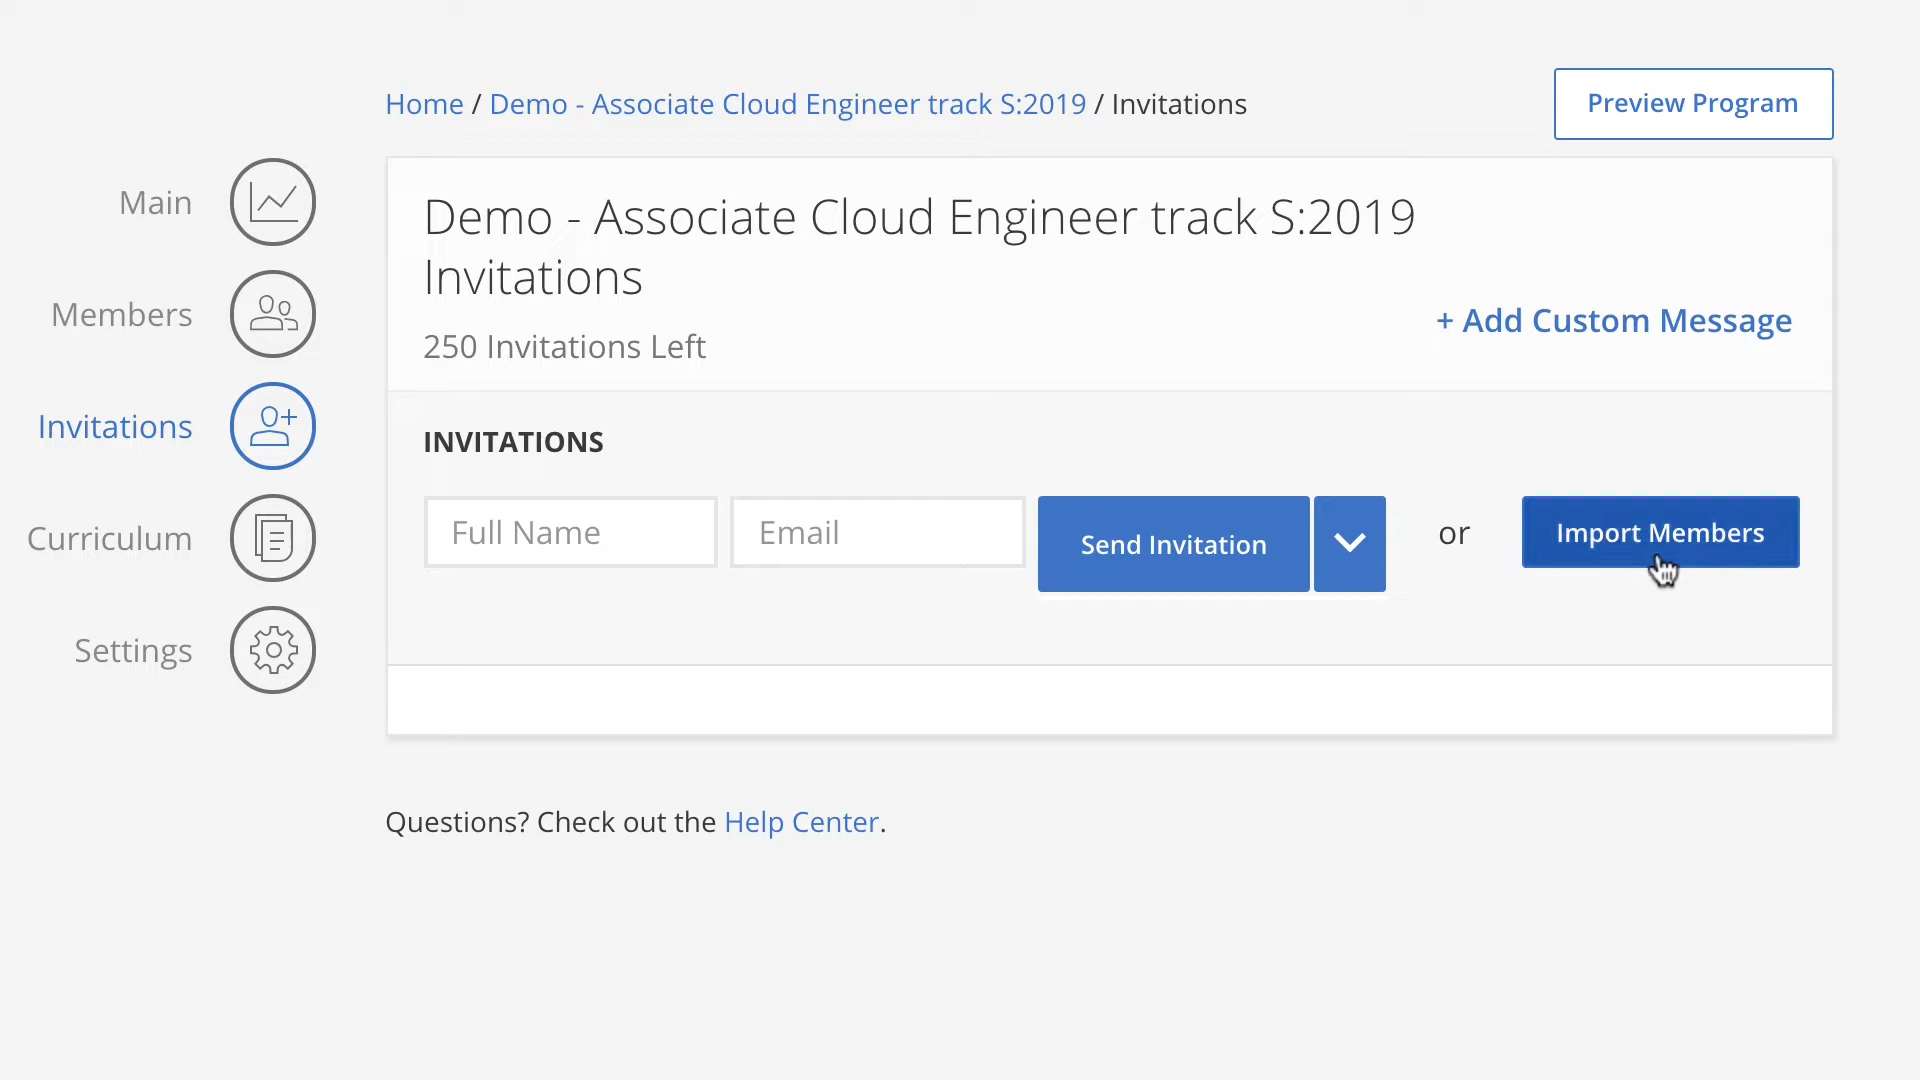 Home / Demo - Associate Cloud Engineer track S:2019 / Invitations
Preview Program
Main
Members
Invitations
Curriculum
Settings
Demo - Associate Cloud Engineer track S:2019
Invitations
250 Invitations Left
+ Add Custom Message
INVITATIONS
Full Name
Email
Send Invitation
or
Import Members
Questions? Check out the Help Center.